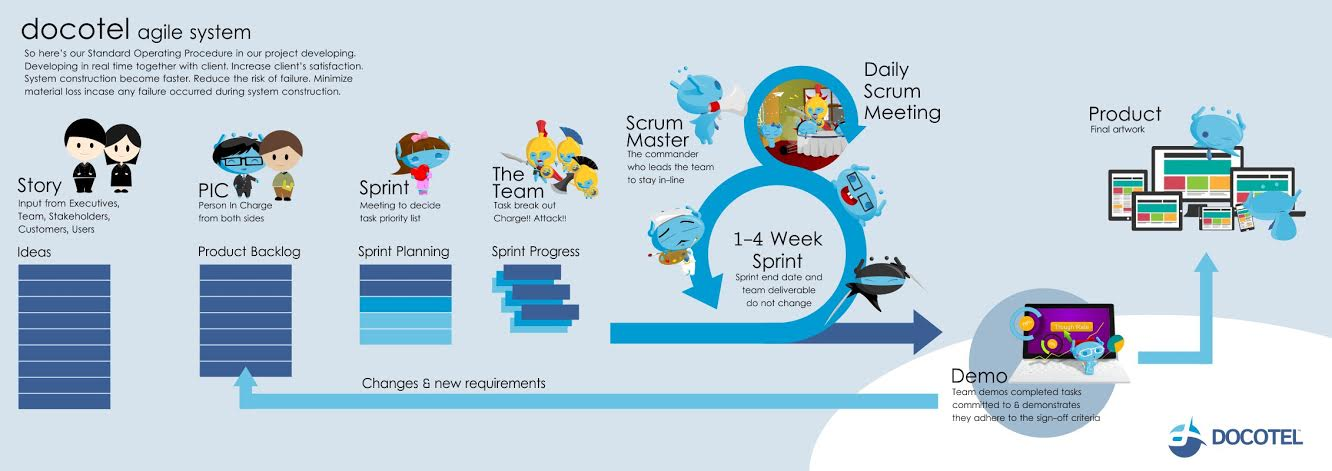 docotel agile system
So here's our Standard Operating Procedure in our project developing.
Developing in real time together with client. Increase client's satisfaction.
System construction become faster. Reduce the risk of failure. Minimize
material loss incase any failure occurred during system construction.
Story
Input from Executives,
Team, Stakeholders,
Customers, Users
Ideas
PIC
Person In Charge
from both sides
Product Backlog
Sprint
Meeting to decide
task priority list
Sprint Planning
The
Team
Task break out
Charge!! Attack!!
Sprint Progress
Scrum
Master
The commander
who leads the team
to stay in-line
Daily
Scrum
Meeting
1-4 Week
Sprint
Sprint end date and
team deliverable
do not change
Changes & new requirements
Demo
Team demos completed tasks
committed to & demonstrates
they adhere to the sign-off criteria
Though Rate
Product
Final artwork
DOCOTEL